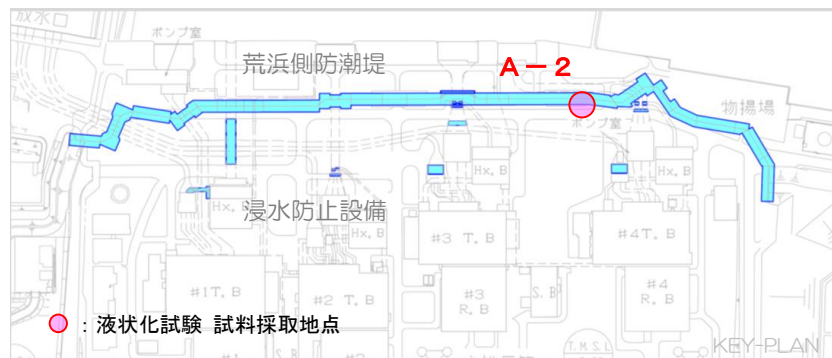 放水口
ポンプ室
荒浜側防潮堤
A－2
物揚場
ポンプ室
Hx. B
Hx. B
Hx.
浸水防止設備
Hx. B
#3 T. B
#4T. B
#1T. B
#2 T. B
#3
R. B
S. B
#4
R. B
：液状化試験 試料採取地点
T.M.S.L
KEY-PLAN